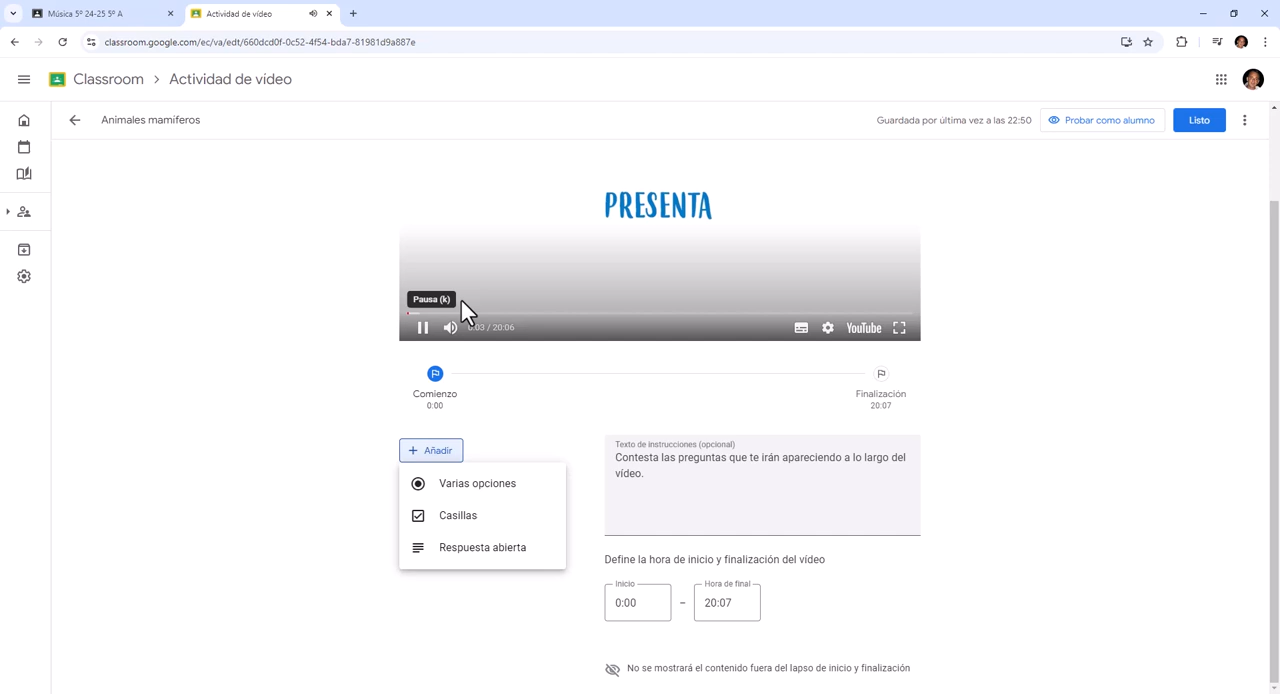 Música 5º 24-25 5º A
Actividad de vídeo
classroom.google.com/ec/va/edt/660dcd0f-0c52-4f54-bda7-81981d9a887e
Classroom > Actividad de vídeo
Animales mamíferos
Guardada por última vez a las 22:50
Probar como alumno
Listo
PRESENTA
Pausa (k)
0:03 / 20:06
YouTube
Comienzo
0:00
Finalización
20:07
+ Añadir
Varias opciones
Casillas
Respuesta abierta
Texto de instrucciones (opcional)
Contesta las preguntas que te irán apareciendo a lo largo del
vídeo.
Define la hora de inicio y finalización del vídeo
Inicio
0:00
–
Hora de final
20:07
No se mostrará el contenido fuera del lapso de inicio y finalización